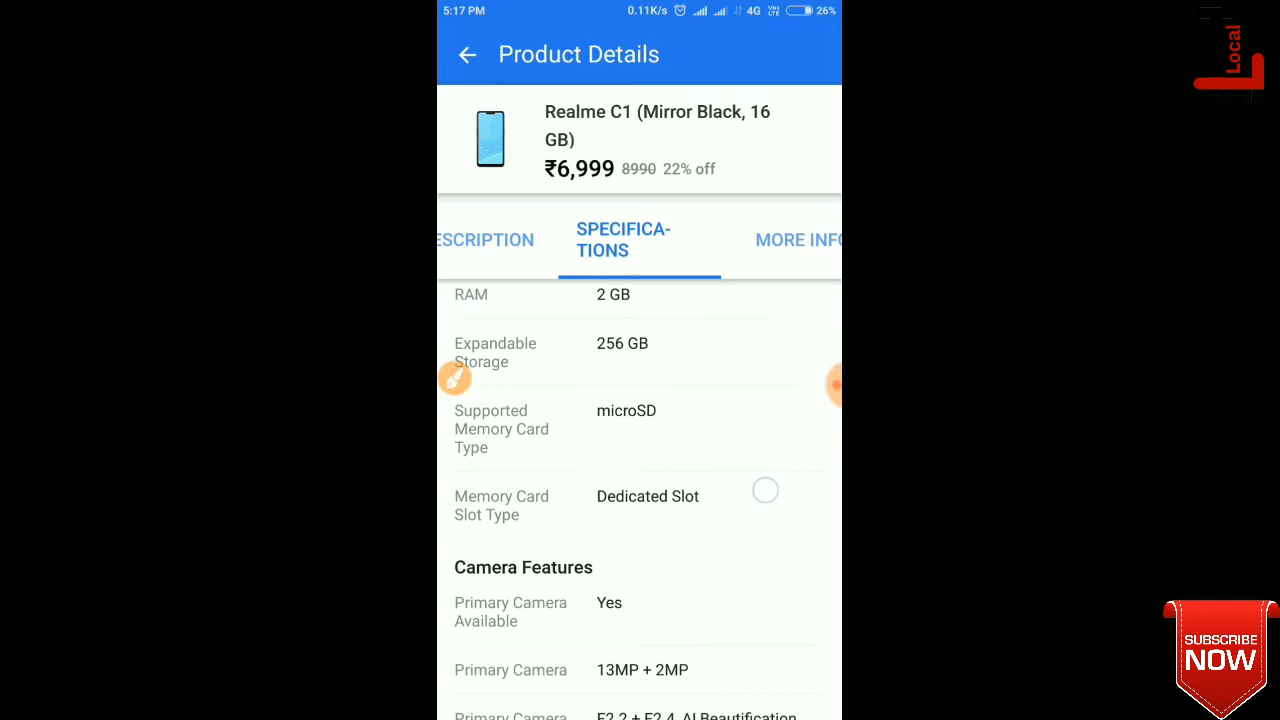 5:17 PM 0.11K/s 4G VoLTE 26%
Local
Product Details
Realme C1 (Mirror Black, 16
GB)
₹6,999 8990 22% off
ESCRIPTION
SPECIFICA-
TIONS
MORE INFO
RAM 2 GB
Expandable 256 GB
Storage
Supported microSD
Memory Card
Type
Memory Card Dedicated Slot
Slot Type
Camera Features
Primary Camera Yes
Available
Primary Camera 13MP + 2MP
Primary Camera F2.2 + F2.4, AI Beautification
SUBSCRIBE
NOW